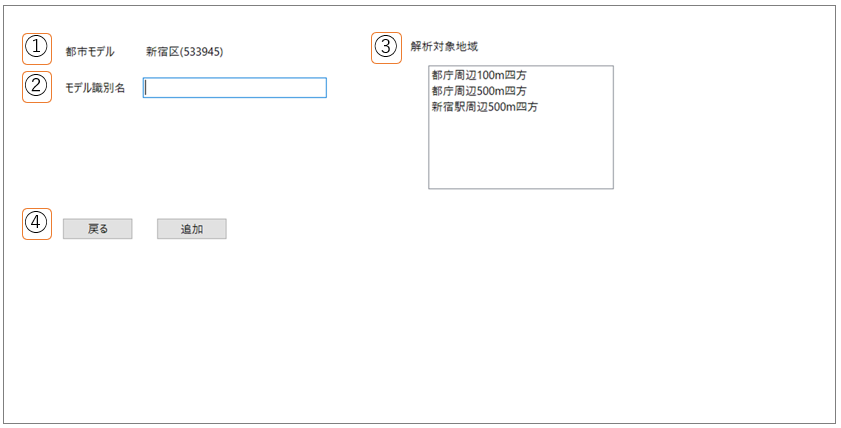 ① 都市モデル 新宿区(533945)
② モデル識別名
③ 解析対象地域
都庁周辺100m四方
都庁周辺500m四方
新宿駅周辺500m四方
④ 戻る 追加